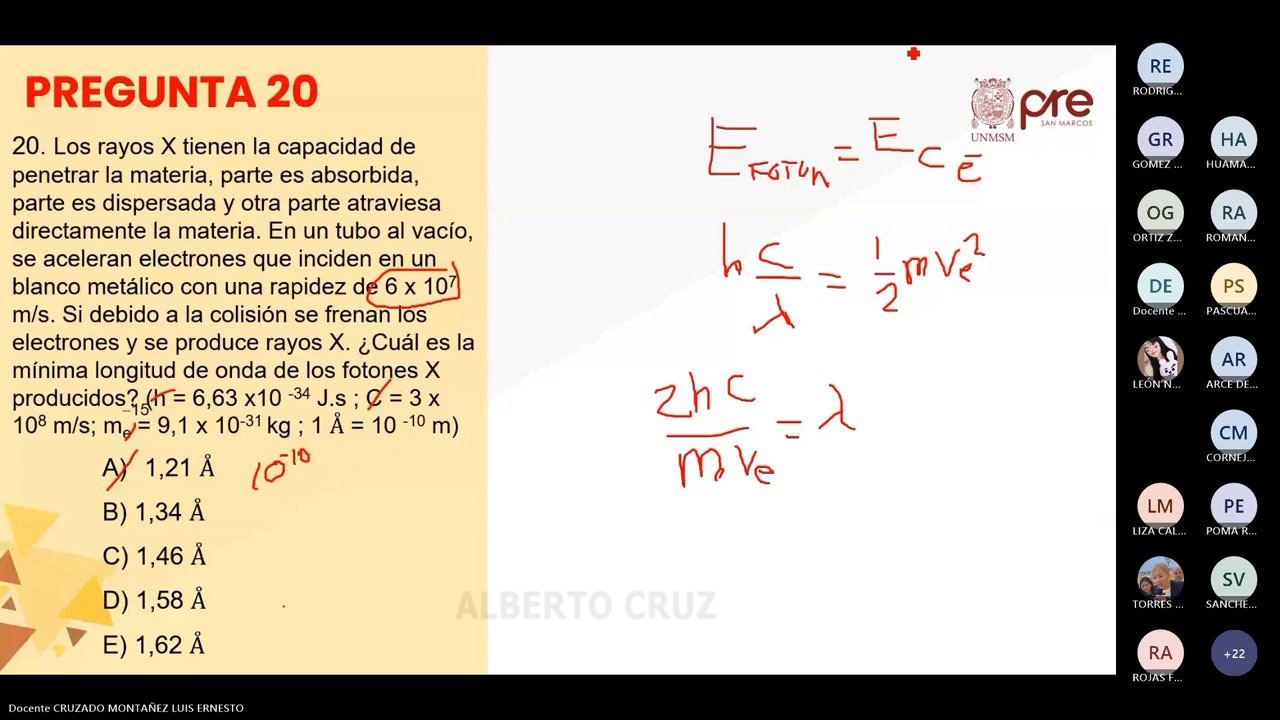 PREGUNTA 20
20. Los rayos X tienen la capacidad de
penetrar la materia, parte es absorbida,
parte es dispersada y otra parte atraviesa
directamente la materia. En un tubo al vacío,
se aceleran electrones que inciden en un
blanco metálico con una rapidez de 6 x 10⁷
m/s. Si debido a la colisión se frenan los
electrones y se produce rayos X. ¿Cuál es la
mínima longitud de onda de los fotones X
producidos? (h = 6,63 x10 ⁻³⁴ J.s ; C = 3 x
10⁸ m/s; mₑ = 9,1 x 10⁻³¹ kg ; 1 Å = 10 ⁻¹⁰ m)
-15
A) 1,21 Å
10⁻¹⁰
B) 1,34 Å
C) 1,46 Å
D) 1,58 Å
E) 1,62 Å
UNMSM
pre
SAN MARCOS
E FOTON = E c e̅
h c/λ = 1/2 m vₑ²
2hc/m vₑ = λ
ALBERTO CRUZ
RE
RODRIG...
GR
GOMEZ ...
HA
HUAMA...
OG
ORTIZ Z...
RA
ROMAN...
DE
Docente ...
PS
PASCUA...
LEÓN N...
AR
ARCE DE...
TM
TITO MO...
CM
CORNEJ...
LM
LIZA CAL...
PE
POMA R...
TORRES ...
SV
SANCHE...
RA
ROJAS F...
+22
Docente CRUZADO MONTAÑEZ LUIS ERNESTO